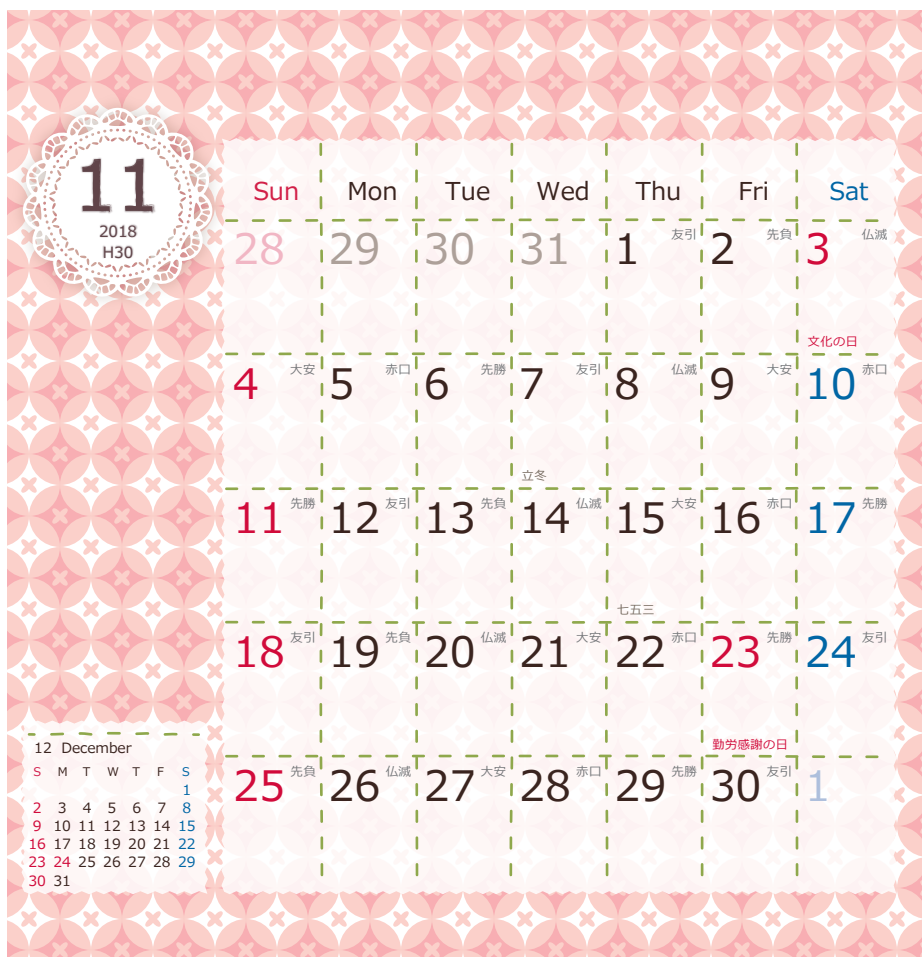 11
2018
H30
Sun Mon Tue Wed Thu Fri Sat
28 29 30 31 1 友引 2 先負 3 仏滅
文化の日
4 大安 5 赤口 6 先勝 7 友引 8 仏滅 9 大安 10 赤口
立冬
11 先勝 12 友引 13 先負 14 仏滅 15 大安 16 赤口 17 先勝
七五三
18 友引 19 先負 20 仏滅 21 大安 22 赤口 23 先勝 24 友引
勤労感謝の日
25 先負 26 仏滅 27 大安 28 赤口 29 先勝 30 友引 1
12 December
S M T W T F S
1
2 3 4 5 6 7 8
9 10 11 12 13 14 15
16 17 18 19 20 21 22
23 24 25 26 27 28 29
30 31